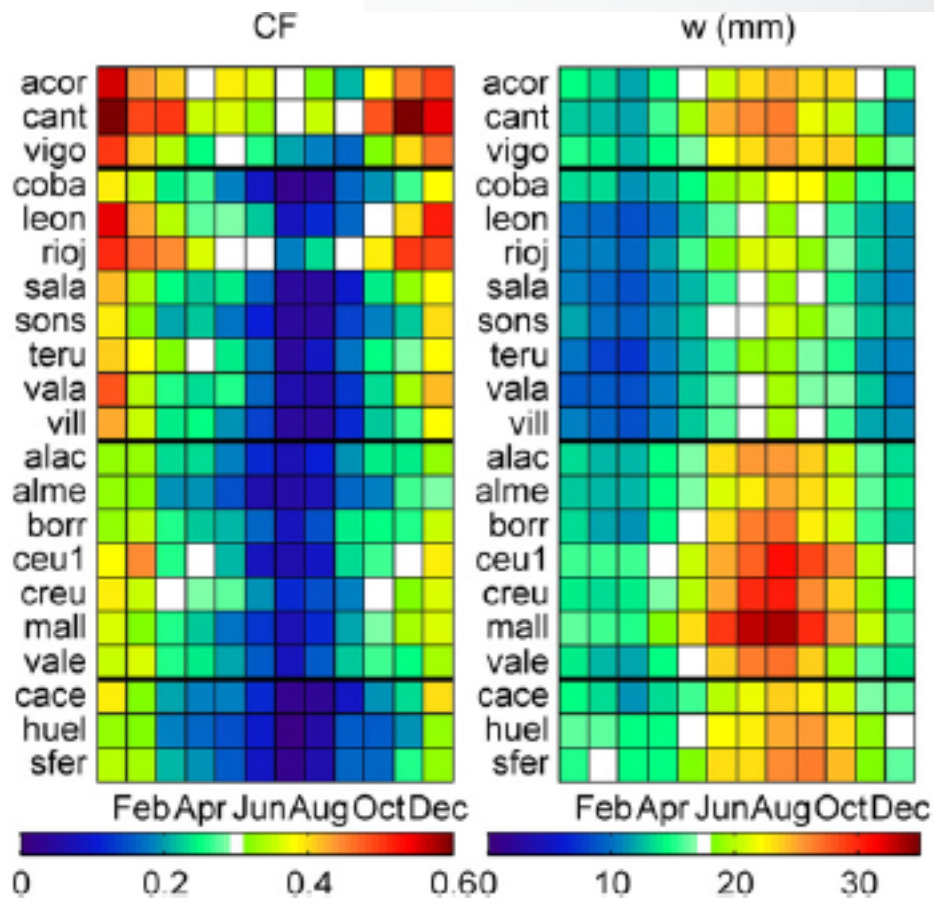 CF
w (mm)
acor
cant
vigo
coba
leon
rioj
sala
sons
teru
vala
vill
alac
alme
borr
ceu1
creu
mall
vale
cace
huel
sfer
Feb Apr Jun Aug Oct Dec
0 0.2 0.4 0.6
acor
cant
vigo
coba
leon
rioj
sala
sons
teru
vala
vill
alac
alme
borr
ceu1
creu
mall
vale
cace
huel
sfer
Feb Apr Jun Aug Oct Dec
0 10 20 30